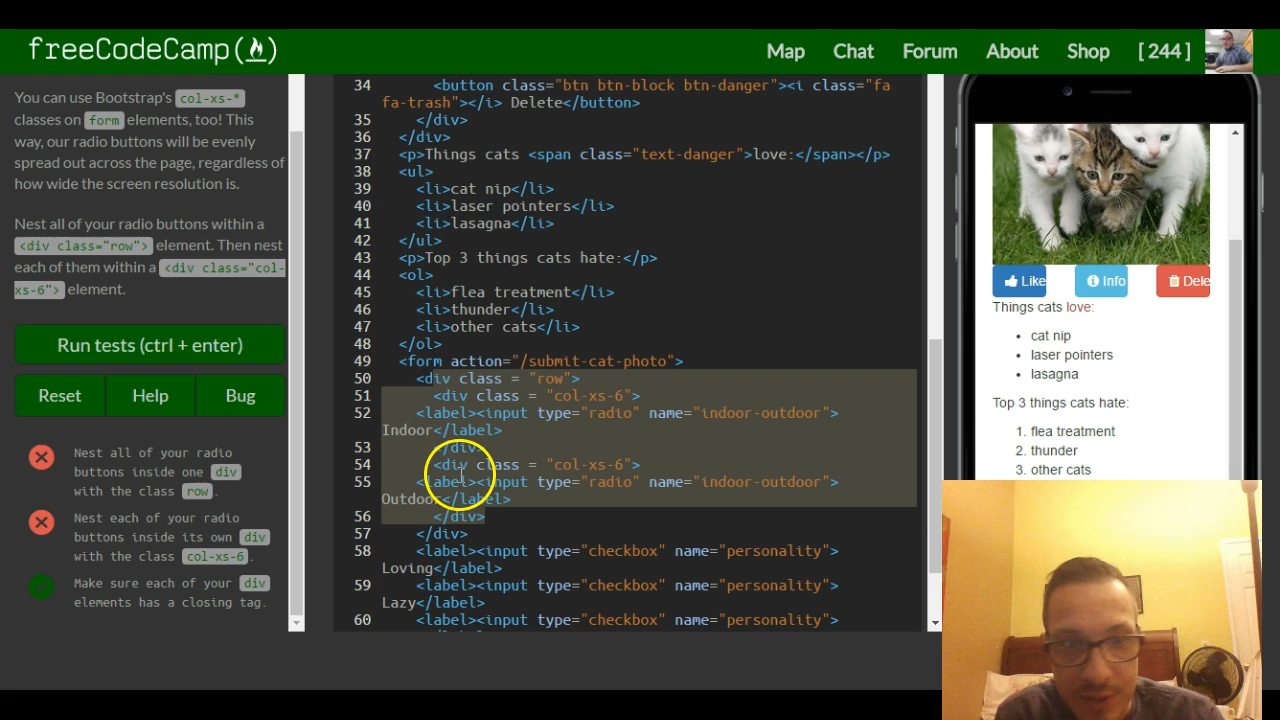 freeCodeCamp(🔥)
Map Chat Forum About Shop [ 244 ]
You can use Bootstrap's col-xs-*
classes on form elements, too! This
way, our radio buttons will be evenly
spread out across the page, regardless of
how wide the screen resolution is.
Nest all of your radio buttons within a
<div class="row"> element. Then nest
each of them within a <div class="col-
xs-6"> element.
Run tests (ctrl + enter)
Reset Help Bug
Nest all of your radio
buttons inside one div
with the class row.
Nest each of your radio
buttons inside its own div
with the class col-xs-6.
Make sure each of your div
elements has a closing tag.
34 <button class="btn btn-block btn-danger"><i class="fa
fa-trash"></i> Delete</button>
35 </div>
36 </div>
37 <p>Things cats <span class="text-danger">love:</span></p>
38 <ul>
39 <li>cat nip</li>
40 <li>laser pointers</li>
41 <li>lasagna</li>
42 </ul>
43 <p>Top 3 things cats hate:</p>
44 <ol>
45 <li>flea treatment</li>
46 <li>thunder</li>
47 <li>other cats</li>
48 </ol>
49 <form action="/submit-cat-photo">
50 <div class = "row">
51 <div class = "col-xs-6">
52 <label><input type="radio" name="indoor-outdoor">
Indoor</label>
53 </div>
54 <div class = "col-xs-6">
55 <label><input type="radio" name="indoor-outdoor">
Outdoor</label>
56 </div>
57 </div>
58 <label><input type="checkbox" name="personality">
Loving</label>
59 <label><input type="checkbox" name="personality">
Lazy</label>
60 <label><input type="checkbox" name="personality">
Like Info Dele
Things cats love:
• cat nip
• laser pointers
• lasagna
Top 3 things cats hate:
1. flea treatment
2. thunder
3. other cats